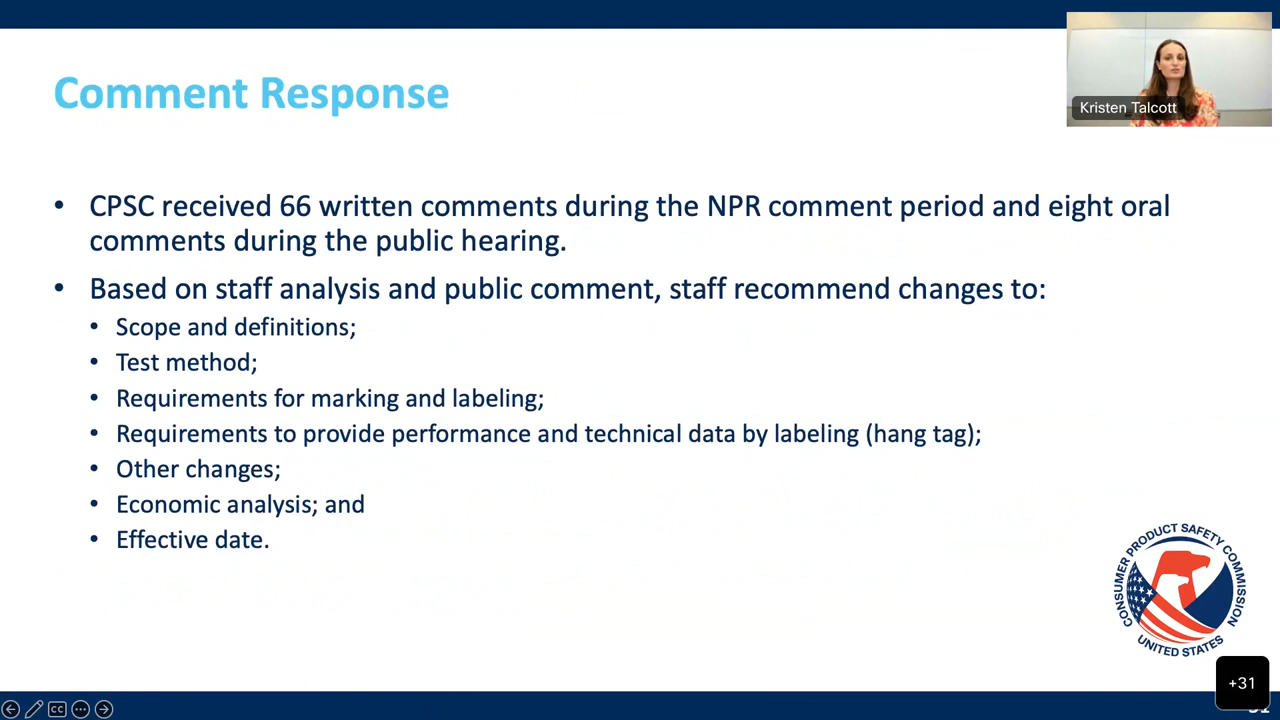 Comment Response
Kristen Talcott
• CPSC received 66 written comments during the NPR comment period and eight oral
comments during the public hearing.
• Based on staff analysis and public comment, staff recommend changes to:
• Scope and definitions;
• Test method;
• Requirements for marking and labeling;
• Requirements to provide performance and technical data by labeling (hang tag);
• Other changes;
• Economic analysis; and
• Effective date.
CONSUMER PRODUCT SAFETY COMMISSION
UNITED STATES
+31
CC